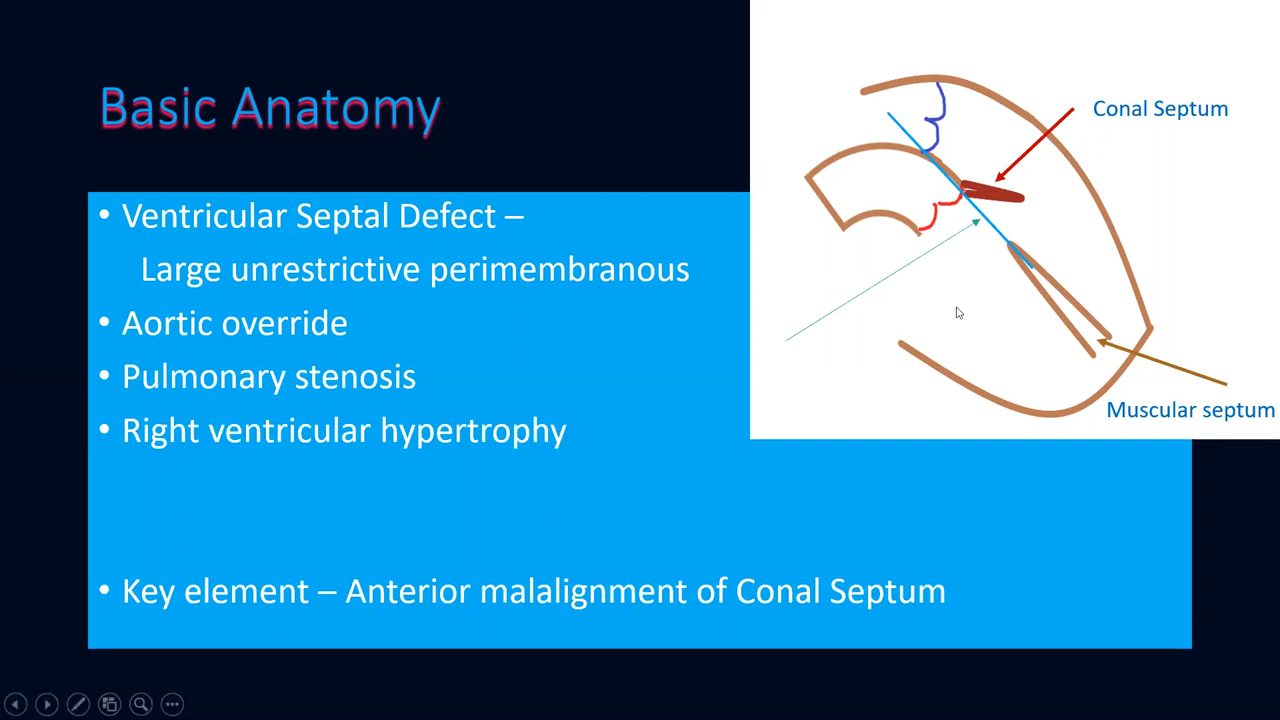 Basic Anatomy
• Ventricular Septal Defect –
Large unrestrictive perimembranous
• Aortic override
• Pulmonary stenosis
• Right ventricular hypertrophy
• Key element – Anterior malalignment of Conal Septum
Conal Septum
Muscular septum